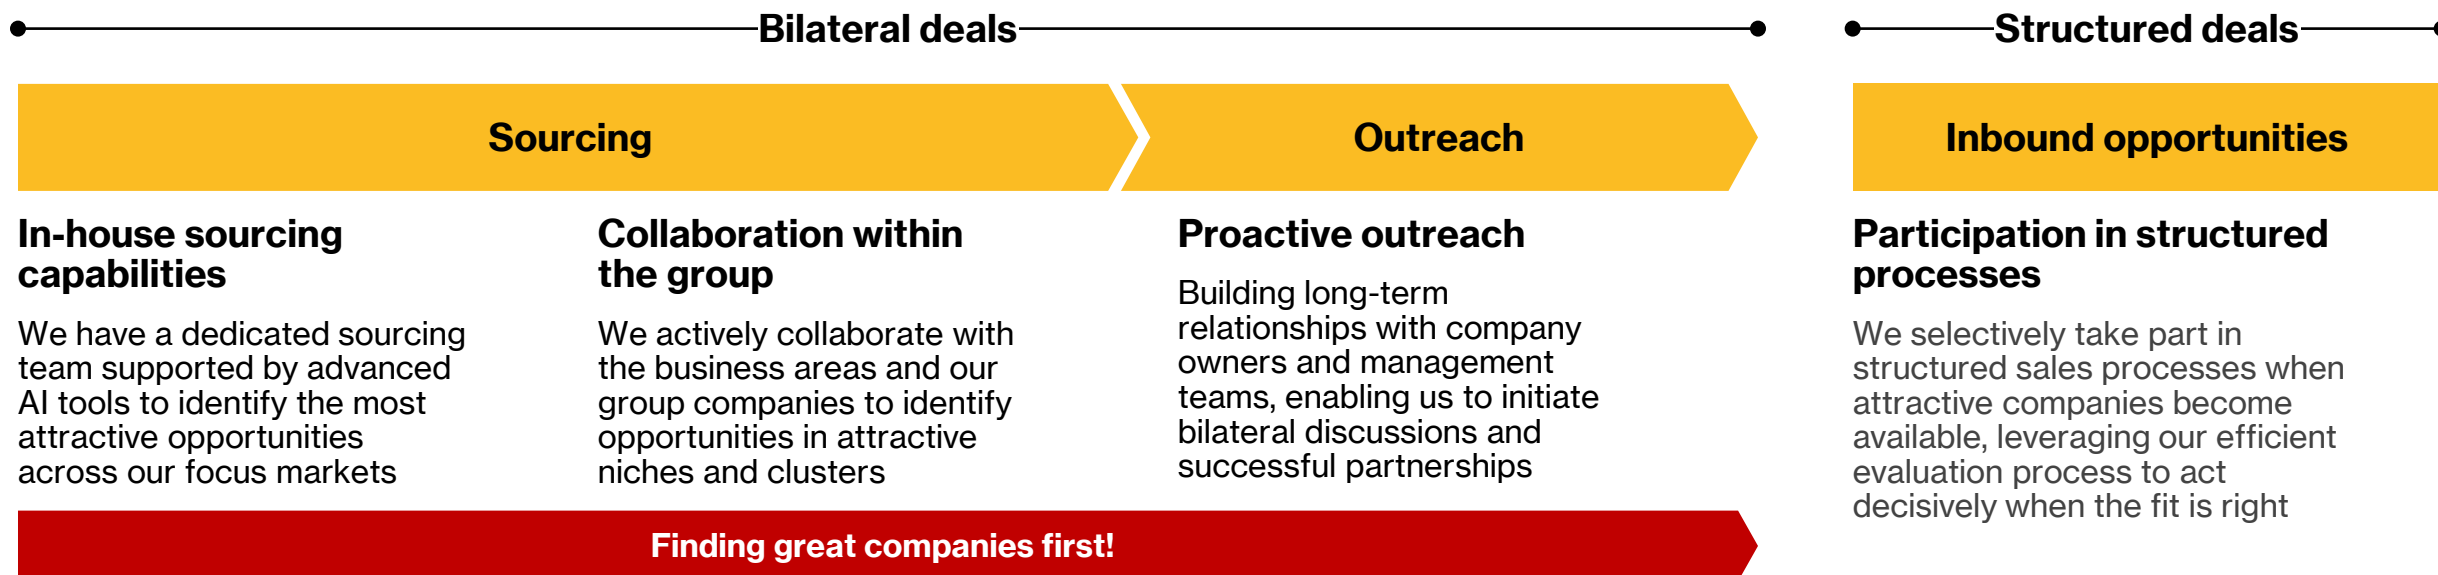 Bilateral deals
Structured deals
Sourcing
Outreach
Inbound opportunities
In-house sourcing
capabilities
We have a dedicated sourcing
team supported by advanced
AI tools to identify the most
attractive opportunities
across our focus markets
Collaboration within
the group
We actively collaborate with
the business areas and our
group companies to identify
opportunities in attractive
niches and clusters
Proactive outreach
Building long-term
relationships with company
owners and management
teams, enabling us to initiate
bilateral discussions and
successful partnerships
Participation in structured
processes
We selectively take part in
structured sales processes when
attractive companies become
available, leveraging our efficient
evaluation process to act
decisively when the fit is right
Finding great companies first!